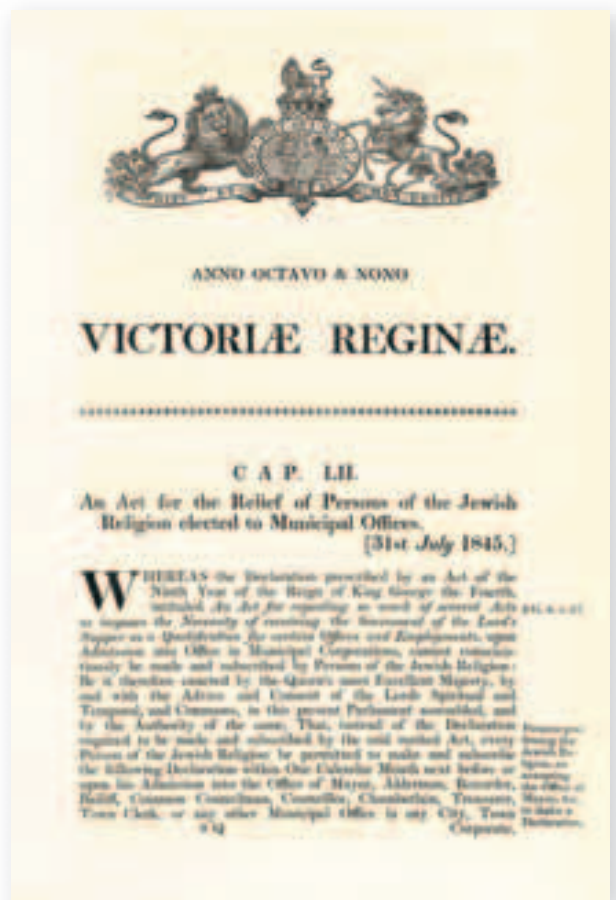 ANNO OCTAVO & NONO
VICTORIÆ REGINÆ.
CAP. LII.
An Act for the Relief of Persons of the Jewish
Religion elected to Municipal Offices.
[31st July 1845.]
WHEREAS the Declaration prescribed by an Act of the
Ninth Year of the Reign of King George the Fourth,
intituled An Act for repealing so much of several Acts
as imposes the Necessity of receiving the Sacrament of the Lord's
Supper as a Qualification for certain Offices and Employments, upon
Admission into Office in Municipal Corporations, cannot
be made and subscribed by Persons of the Jewish Religion:
Be it therefore enacted by the Queen's most Excellent Majesty, by
and with the Advice and Consent of the Lords Spiritual and
Temporal, and Commons, in this present Parliament assembled, and
by the Authority of the same, That, instead of the Declaration
required to be made and subscribed by the said recited Act, every
Person of the Jewish Religion be permitted to make and subscribe
the following Declaration within One Calendar Month next before or
upon his Admission into the Office of Mayor, Alderman, Recorder,
Bailiff, Common Councilman, Councillor, Chamberlain, Treasurer,
Town Clerk, or any other Municipal Office in any City, Town
Corporate,